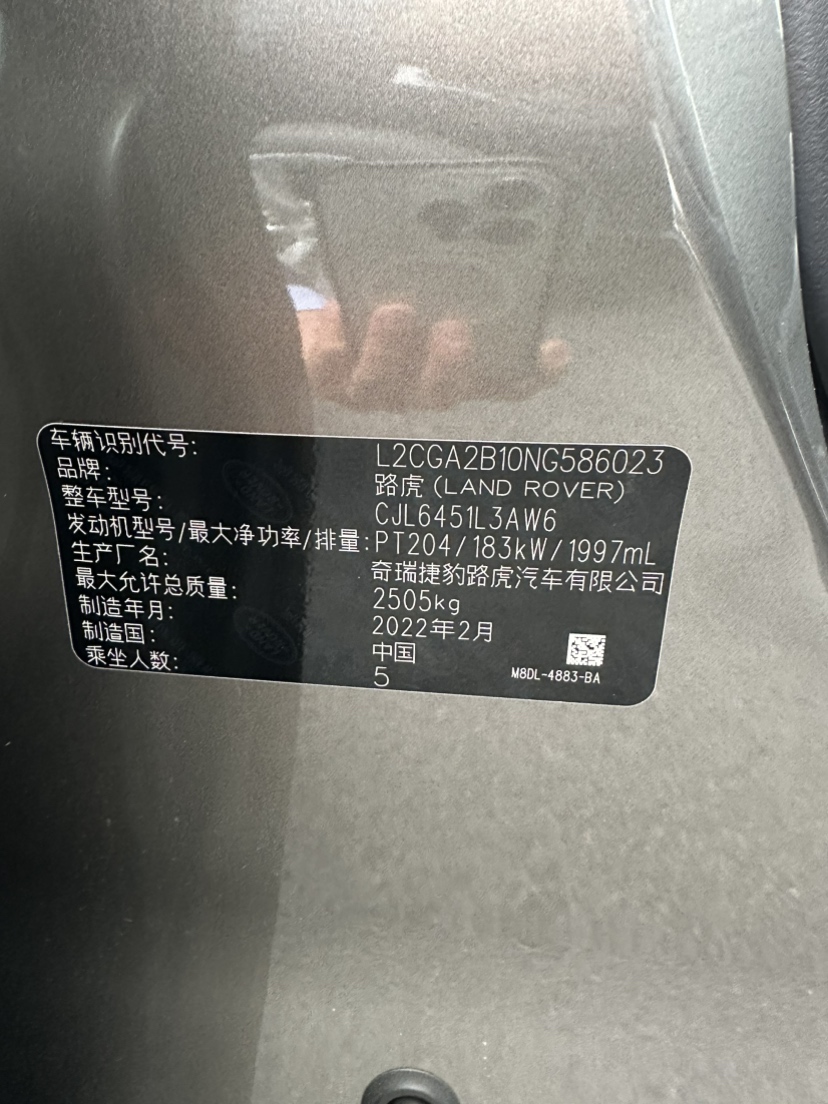 车辆识别代号: L2CGA2B10NG586023
品牌: 路虎 (LAND ROVER)
整车型号: CJL6451L3AW6
发动机型号/最大净功率/排量: PT204/183kW/1997mL
生产厂名: 奇瑞捷豹路虎汽车有限公司
最大允许总质量: 2505kg
制造年月: 2022年2月
制造国: 中国
乘坐人数: 5
M8DL-4883-BA